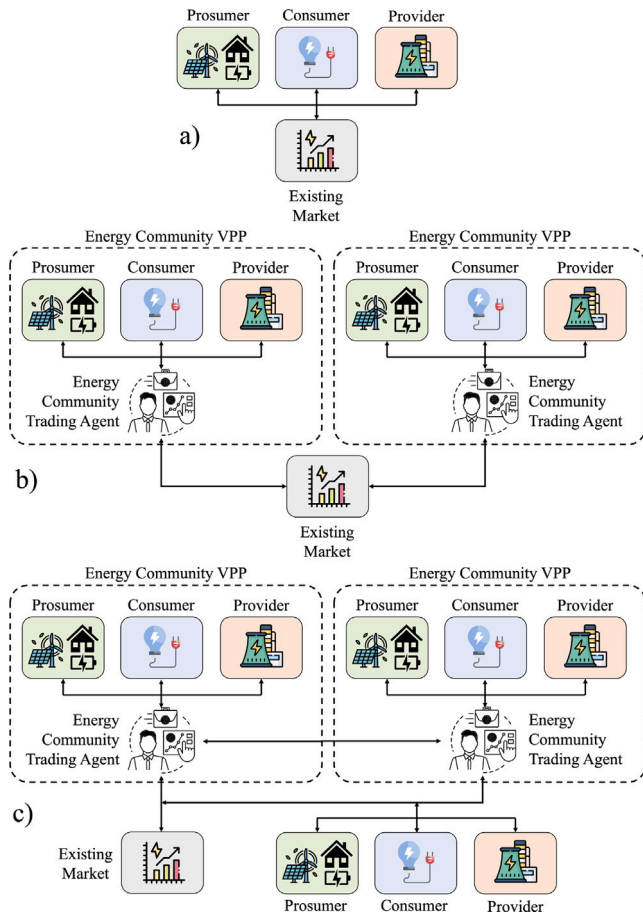 Prosumer Consumer Provider
a)
Existing
Market
Energy Community VPP Energy Community VPP
Prosumer Consumer Provider Prosumer Consumer Provider
Energy
Community
Trading Agent
Energy
Community
Trading Agent
b)
Existing
Market
Energy Community VPP Energy Community VPP
Prosumer Consumer Provider Prosumer Consumer Provider
Energy
Community
Trading Agent
Energy
Community
Trading Agent
c)
Existing
Market
Prosumer Consumer Provider